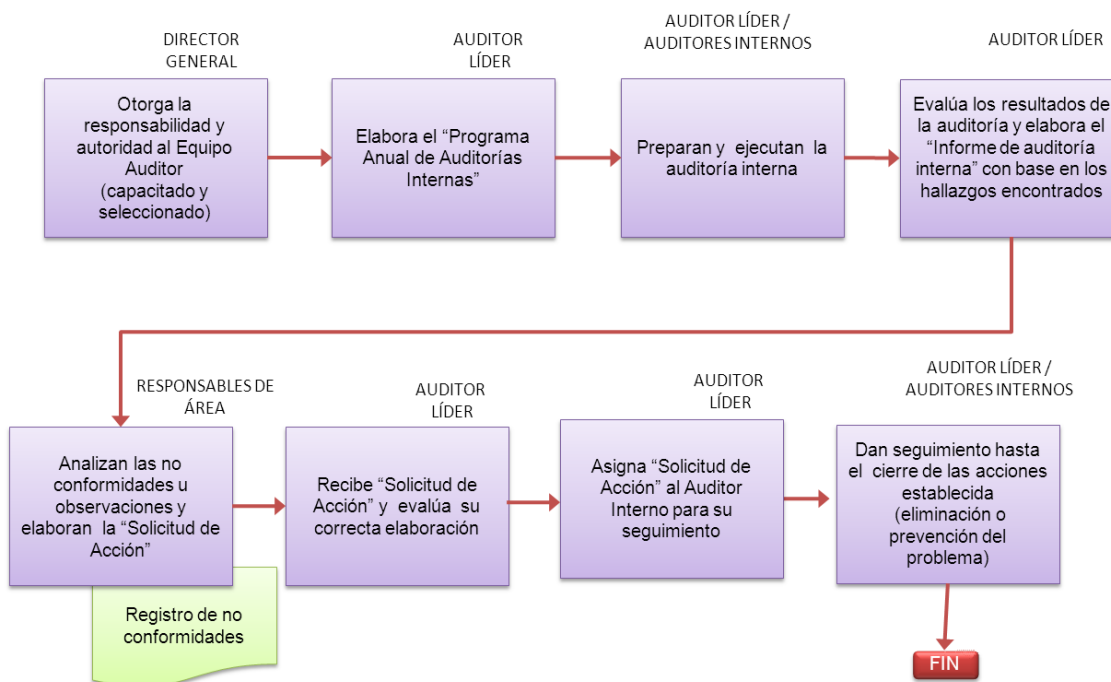 DIRECTOR
GENERAL
Otorga la
responsabilidad y
autoridad al Equipo
Auditor
(capacitado y
seleccionado)
AUDITOR
LÍDER
Elabora el “Programa
Anual de Auditorías
Internas”
AUDITOR LÍDER /
AUDITORES INTERNOS
Preparan y ejecutan la
auditoría interna
AUDITOR LÍDER
Evalúa los resultados de
la auditoría y elabora el
“Informe de auditoría
interna” con base en los
hallazgos encontrados
RESPONSABLES DE
ÁREA
Analizan las no
conformidades u
observaciones y
elaboran la “Solicitud de
Acción”
Registro de no
conformidades
AUDITOR
LÍDER
Recibe “Solicitud de
Acción” y evalúa su
correcta elaboración
AUDITOR
LÍDER
Asigna “Solicitud de
Acción” al Auditor
Interno para su
seguimiento
AUDITOR LÍDER /
AUDITORES INTERNOS
Dan seguimiento hasta
el cierre de las acciones
establecida
(eliminación o
prevención del
problema)
FIN